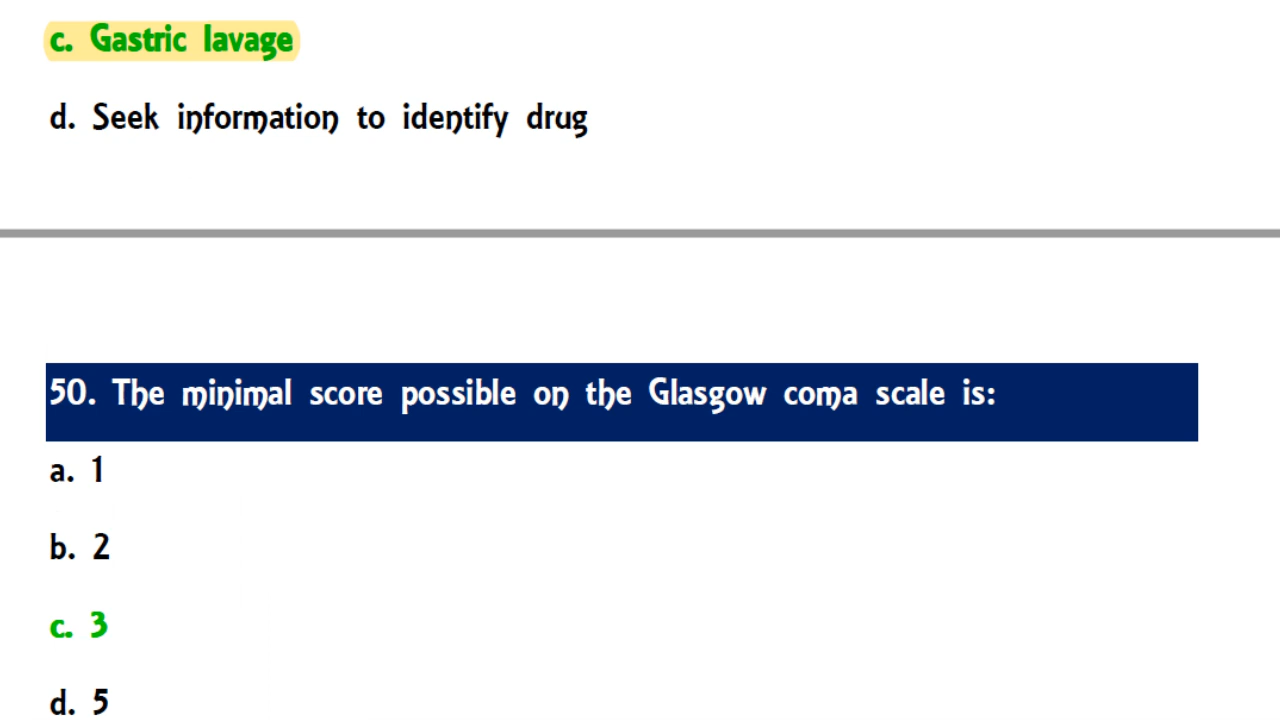 c. Gastric lavage
d. Seek information to identify drug
50. The minimal score possible on the Glasgow coma scale is:
a. 1
b. 2
c. 3
d. 5